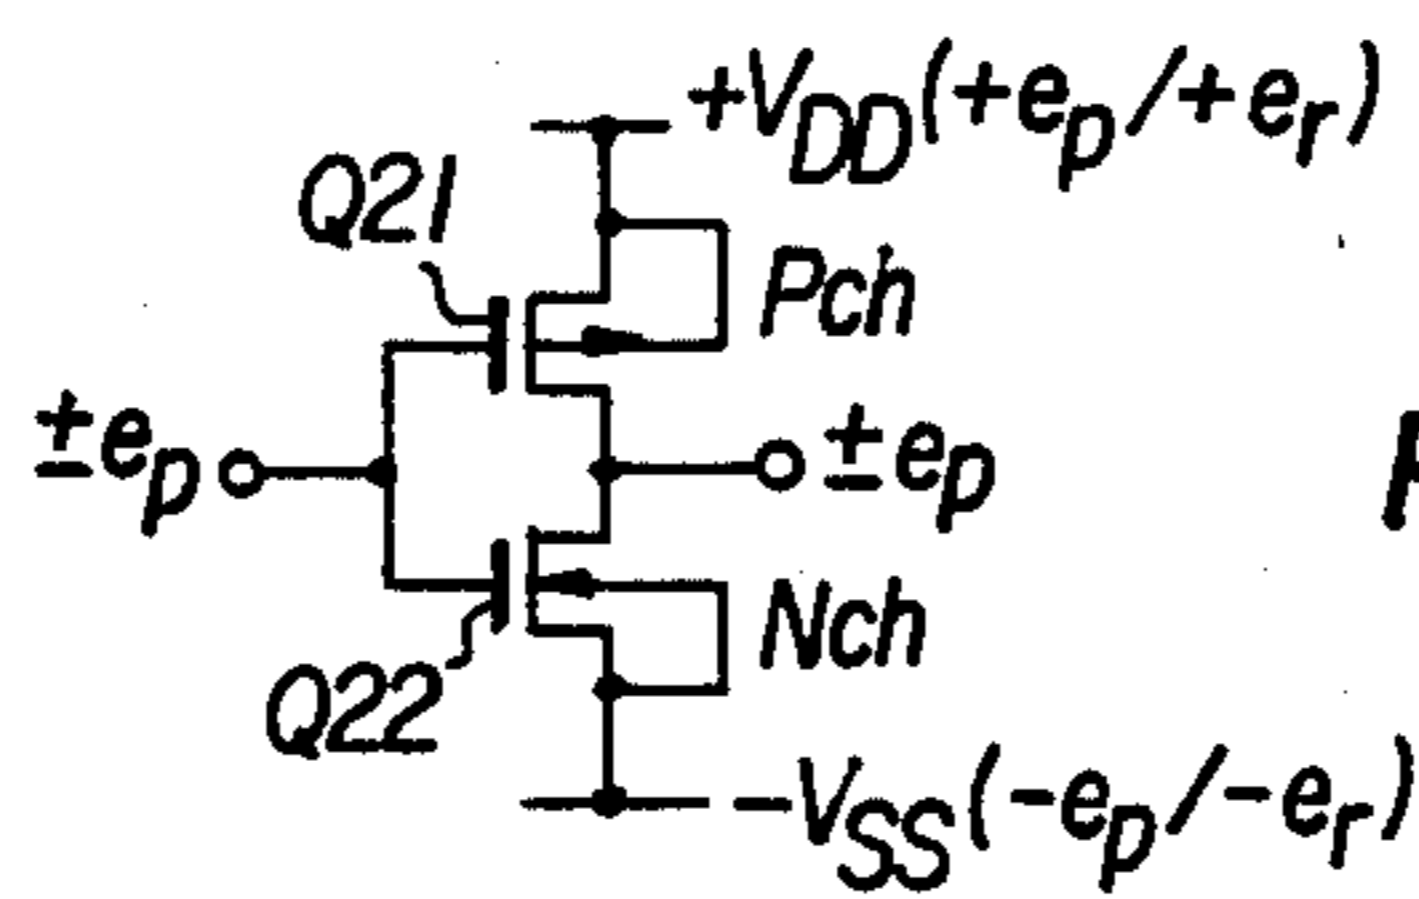 +VDD(+ep/+er)
Q21
Pch
±ep
±ep
Nch
Q22
-VSS(-ep/-er)